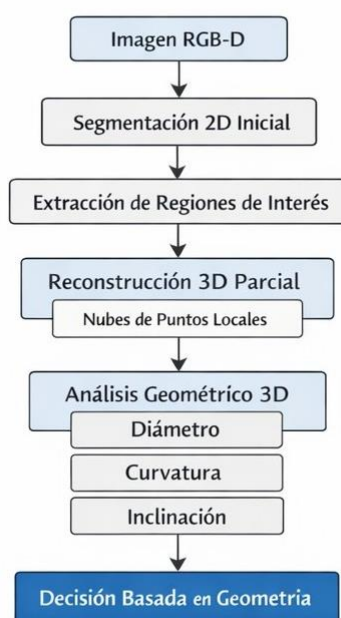 Imagen RGB-D
Segmentación 2D Inicial
Extracción de Regiones de Interés
Reconstrucción 3D Parcial
Nubes de Puntos Locales
Análisis Geométrico 3D
Diámetro
Curvatura
Inclinación
Decisión Basada en Geometria